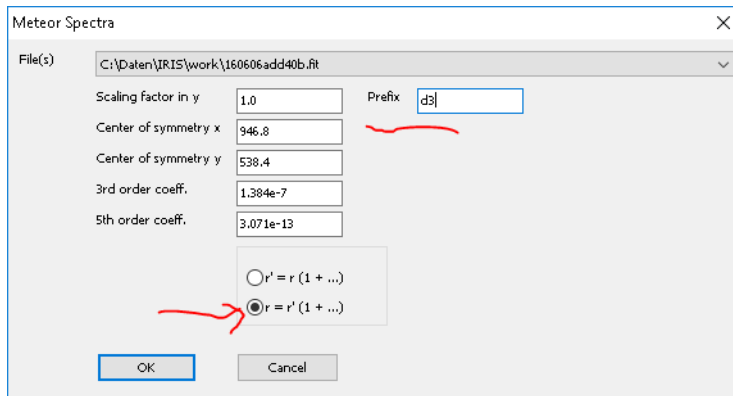 Meteor Spectra
File(s) C:\Daten\IRIS\work\160606add40b.fit
Scaling factor in y 1.0 Prefix d3
Center of symmetry x 946.8
Center of symmetry y 538.4
3rd order coeff. 1.384e-7
5th order coeff. 3.071e-13
r' = r (1 + ...)
r = r' (1 + ...)
OK Cancel